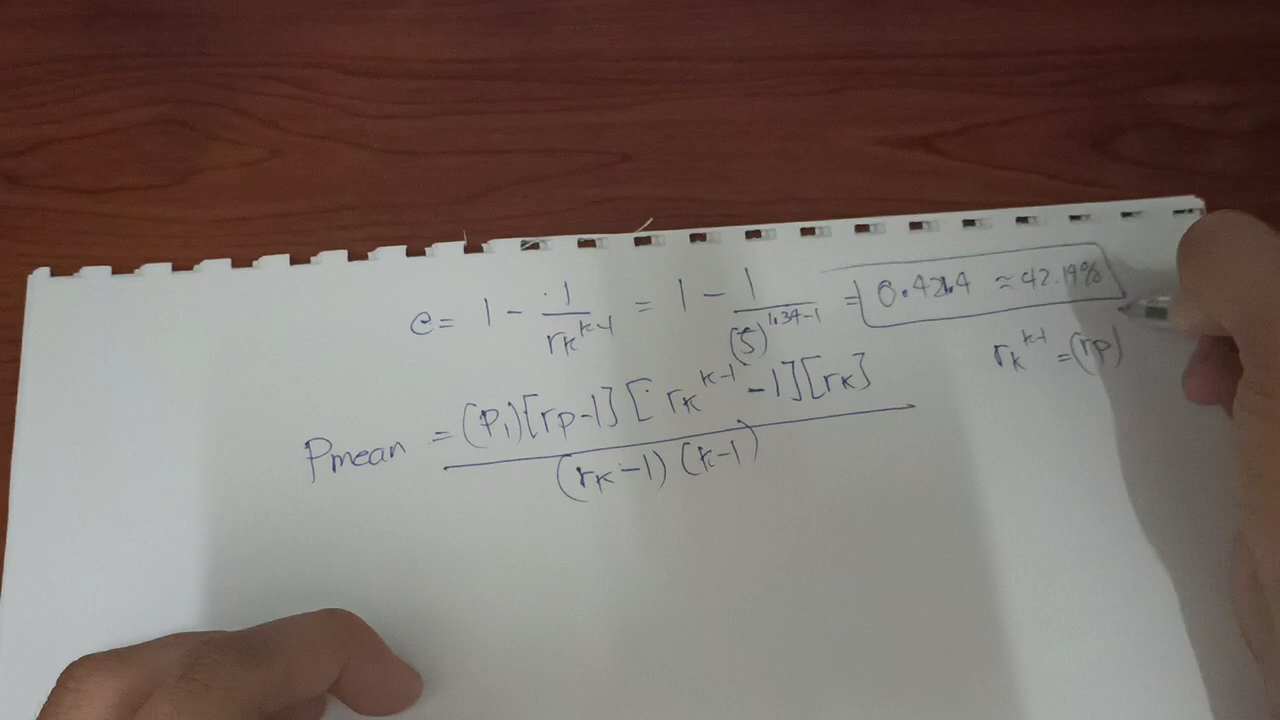 e = 1 - 1/rk^k-1 = 1 - 1/(5)^1.34-1 = 0.4214 ≈ 42.19%
rk^k-1 = (rp)
Pmean = (P1)[rp-1][rk^k-1 - 1][rk] / (rk-1)(k-1)